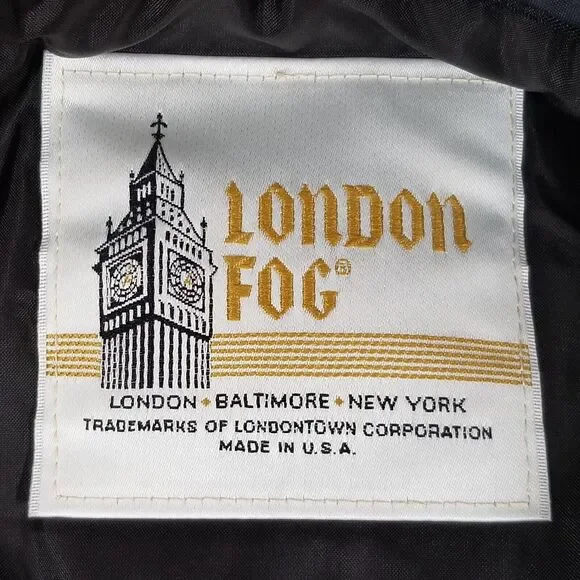 LONDON
FOG®
LONDON • BALTIMORE • NEW YORK
TRADEMARKS OF LONDONTOWN CORPORATION
MADE IN U.S.A.